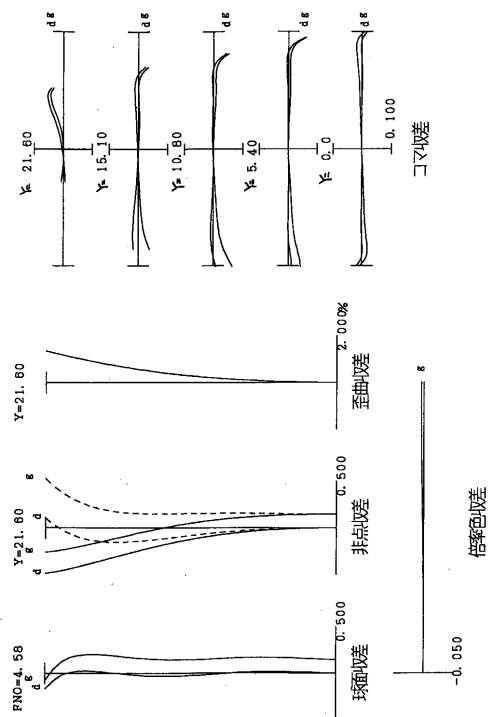 FNO=4.58
g
d
0.500
球面収差
Y=21.60
g
d
g
d
0.500
非点収差
Y=21.60
2.000%
歪曲収差
Y= 21.60
d g
Y= 15.10
d g
Y= 10.80
d g
Y= 5.40
d g
Y= 0.0
d g
0.100
コマ収差
g
-0.050
倍率色収差